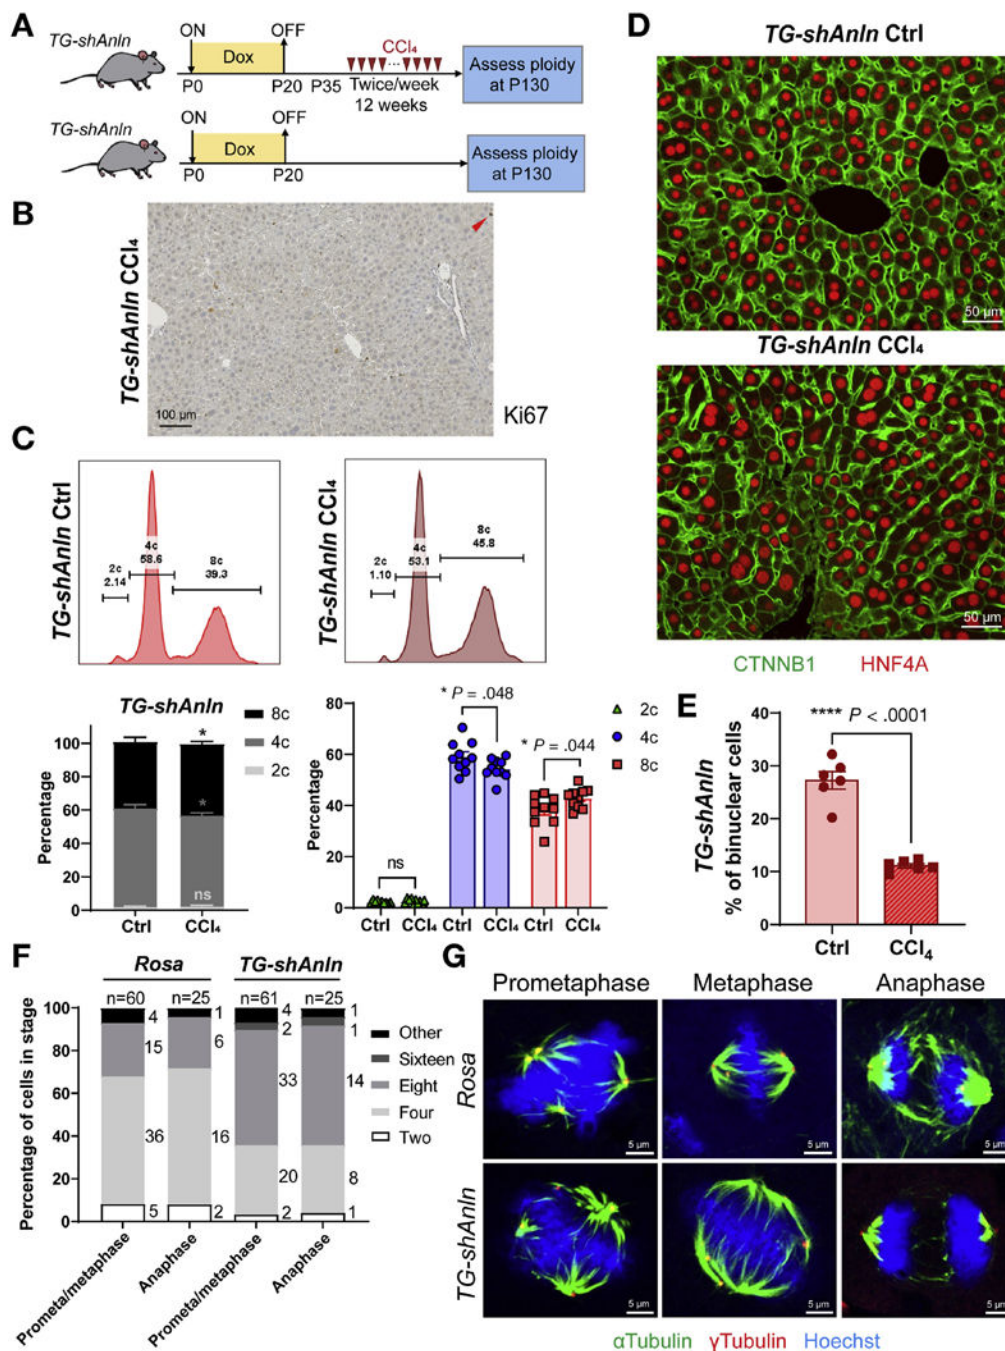 A
TG-shAnln
ON
OFF
Dox
P0
P20
P35
CCl₄
Twice/week
12 weeks
Assess ploidy
at P130
TG-shAnln
ON
OFF
Dox
P0
P20
Assess ploidy
at P130
B
TG-shAnln CCl₄
100 µm
Ki67
C
TG-shAnln Ctrl
2c
2.14
4c
58.6
8c
39.3
TG-shAnln CCl₄
2c
1.10
4c
53.1
8c
45.8
TG-shAnln
Percentage
100
80
60
40
20
0
*
*
ns
Ctrl
CCl₄
8c
4c
2c
Percentage
80
60
40
20
0
ns
* P = .048
* P = .044
Ctrl
CCl₄
Ctrl
CCl₄
Ctrl
CCl₄
2c
4c
8c
D
TG-shAnln Ctrl
50 µm
TG-shAnln CCl₄
50 µm
CTNNB1
HNF4A
E
TG-shAnln
% of binuclear cells
40
30
20
10
0
**** P < .0001
Ctrl
CCl₄
F
Rosa
TG-shAnln
n=60
n=25
n=61
n=25
Percentage of cells in stage
100
80
60
40
20
0
4
15
36
5
1
6
16
2
4
2
33
20
2
1
1
14
8
1
Prometa/metaphase
Anaphase
Prometa/metaphase
Anaphase
Other
Sixteen
Eight
Four
Two
G
Prometaphase
Metaphase
Anaphase
Rosa
5 µm
5 µm
5 µm
TG-shAnln
5 µm
5 µm
5 µm
αTubulin
γTubulin
Hoechst